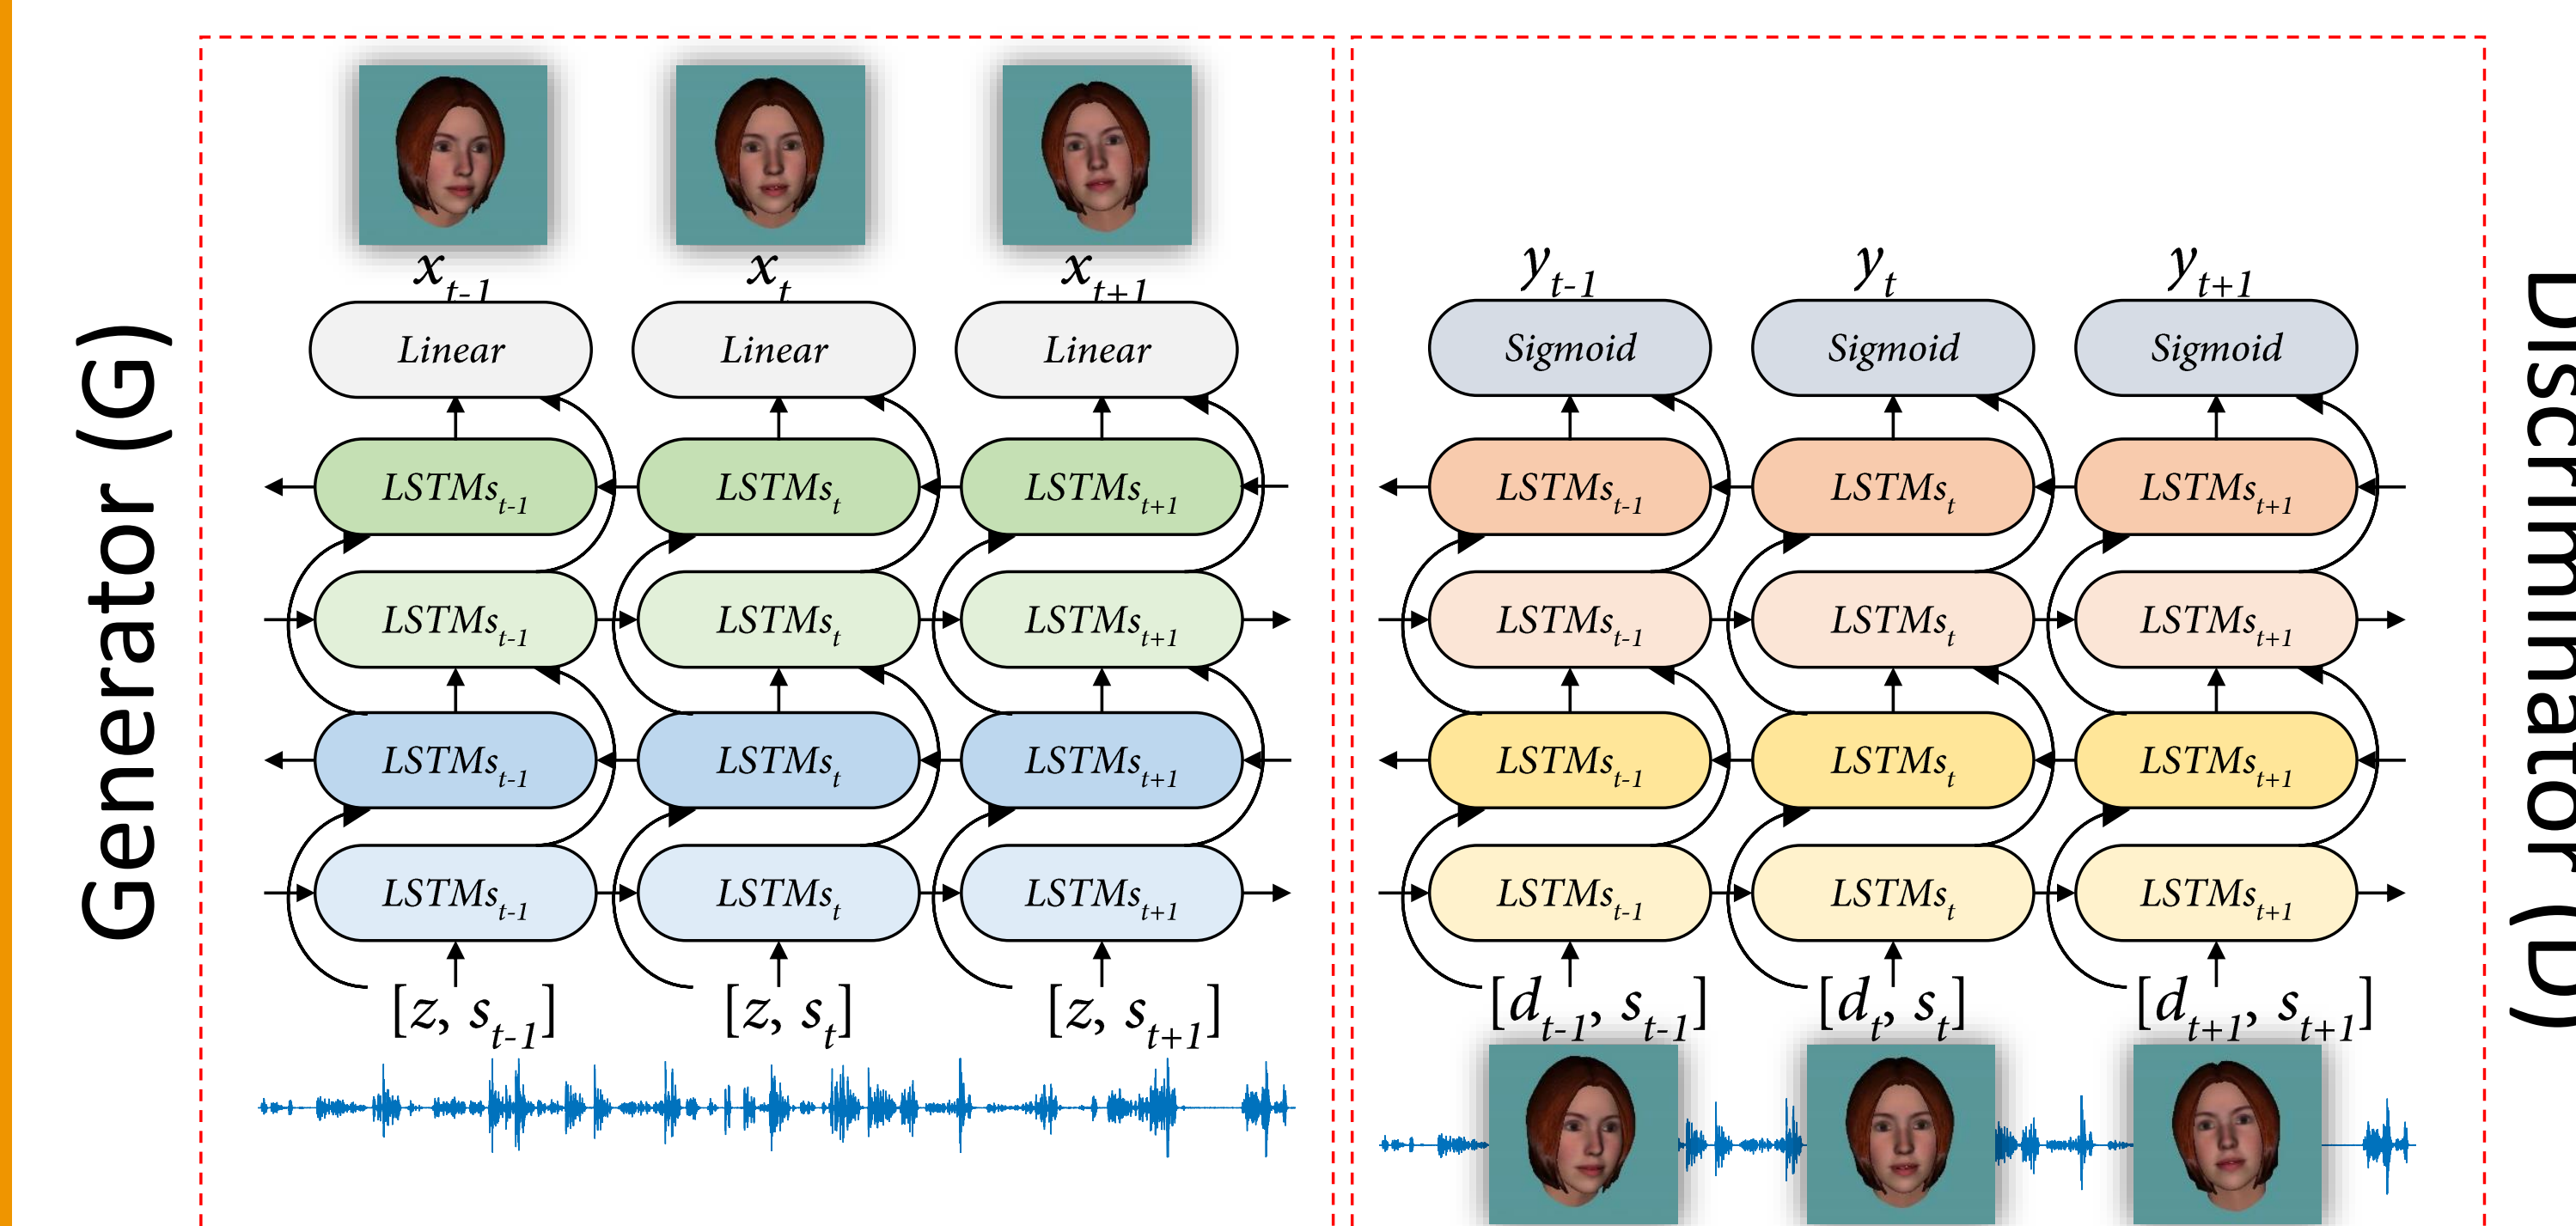 Generator (G)
x_{t-1} x_t x_{t+1}
Linear Linear Linear
LSTMs_{t-1} LSTMs_t LSTMs_{t+1}
LSTMs_{t-1} LSTMs_t LSTMs_{t+1}
LSTMs_{t-1} LSTMs_t LSTMs_{t+1}
LSTMs_{t-1} LSTMs_t LSTMs_{t+1}
[z, s_{t-1}] [z, s_t] [z, s_{t+1}]
y_{t-1} y_t y_{t+1}
Sigmoid Sigmoid Sigmoid
LSTMs_{t-1} LSTMs_t LSTMs_{t+1}
LSTMs_{t-1} LSTMs_t LSTMs_{t+1}
LSTMs_{t-1} LSTMs_t LSTMs_{t+1}
LSTMs_{t-1} LSTMs_t LSTMs_{t+1}
[d_{t-1}, s_{t-1}] [d_t, s_t] [d_{t+1}, s_{t+1}]
Discriminator (D)